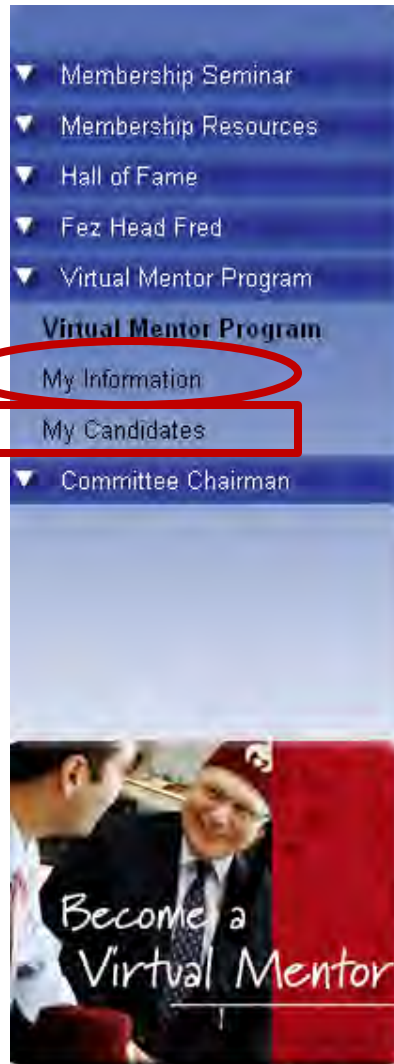 Membership Seminar
Membership Resources
Hall of Fame
Fez Head Fred
Virtual Mentor Program
Virtual Mentor Program
My Information
My Candidates
Committee Chairman
Become a
Virtual Mentor